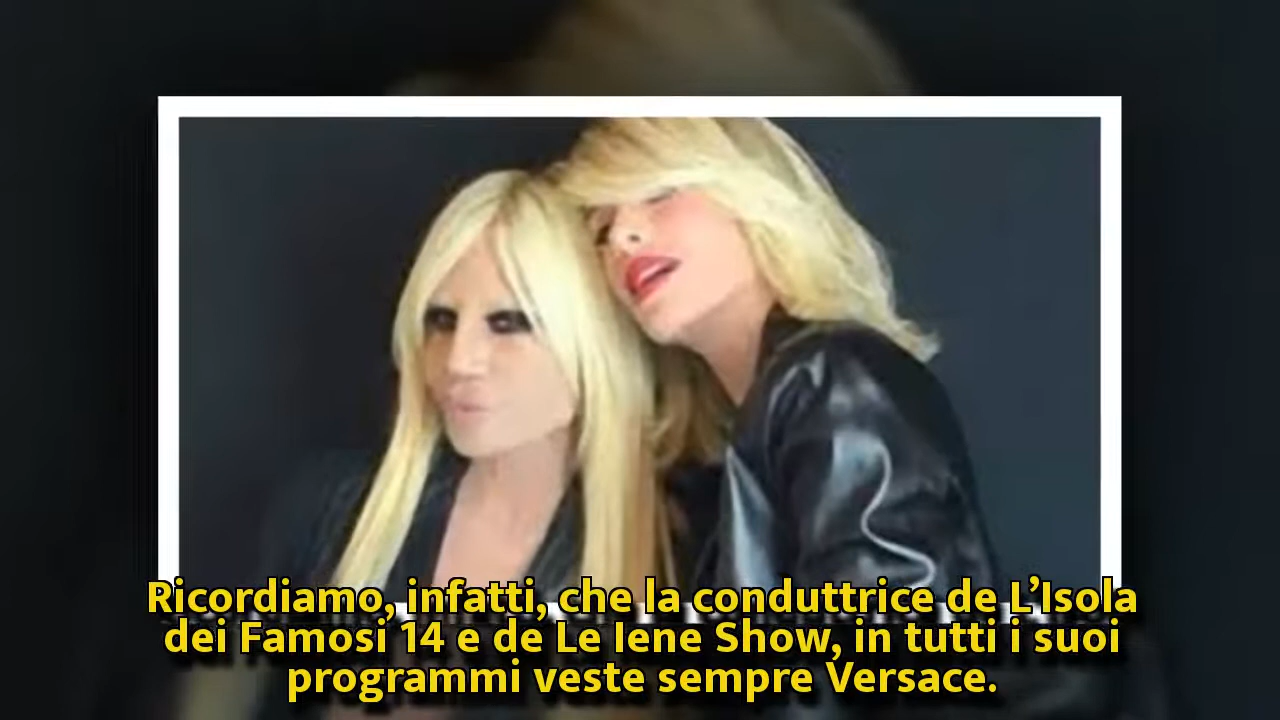 Ricordiamo, infatti, che la conduttrice de L’Isola
dei Famosi 14 e de Le Iene Show, in tutti i suoi
programmi veste sempre Versace.